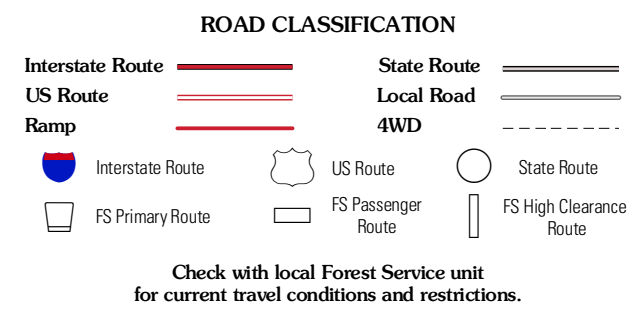 ROAD CLASSIFICATION
Interstate Route
State Route
US Route
Local Road
Ramp
4WD
Interstate Route
US Route
State Route
FS Primary Route
FS Passenger
Route
FS High Clearance
Route
Check with local Forest Service unit
for current travel conditions and restrictions.